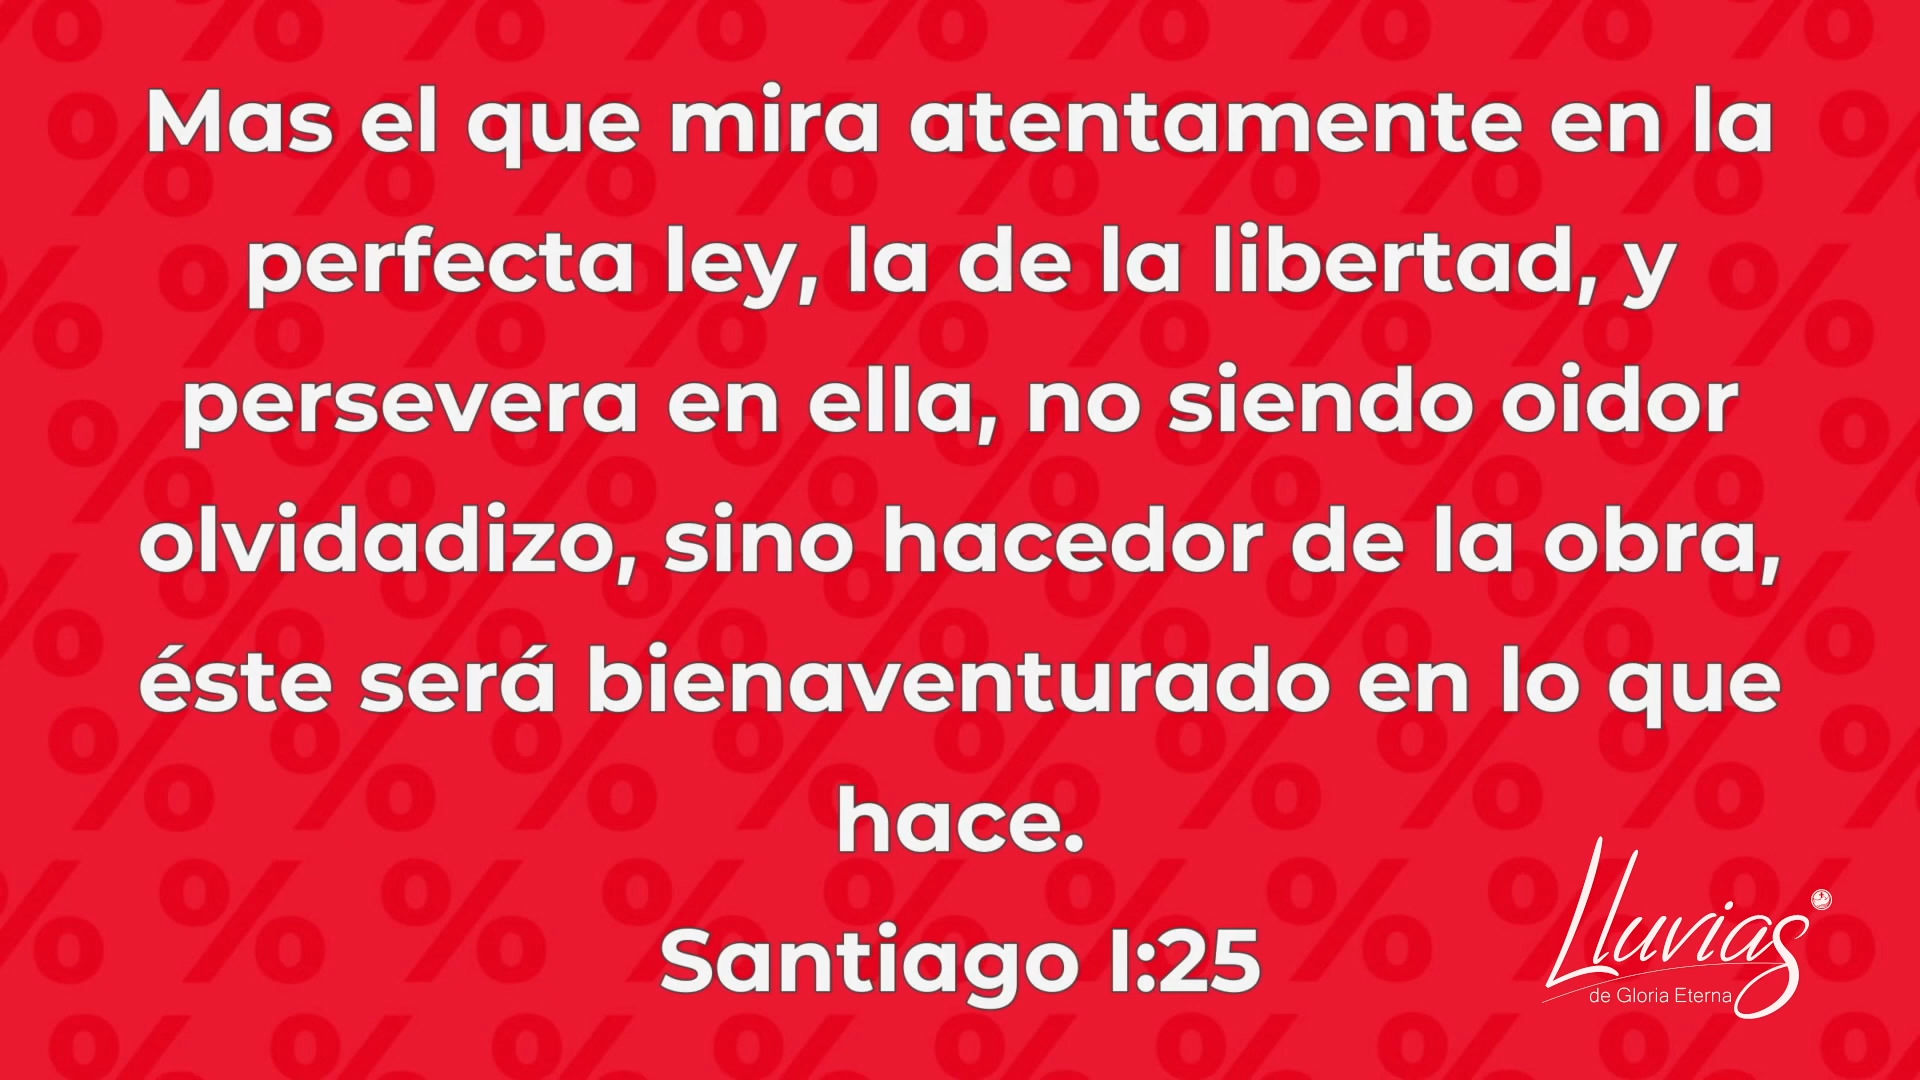 Mas el que mira atentamente en la
perfecta ley, la de la libertad, y
persevera en ella, no siendo oidor
olvidadizo, sino hacedor de la obra,
éste será bienaventurado en lo que
hace.
Santiago I:25
Lluvias
de Gloria Eterna